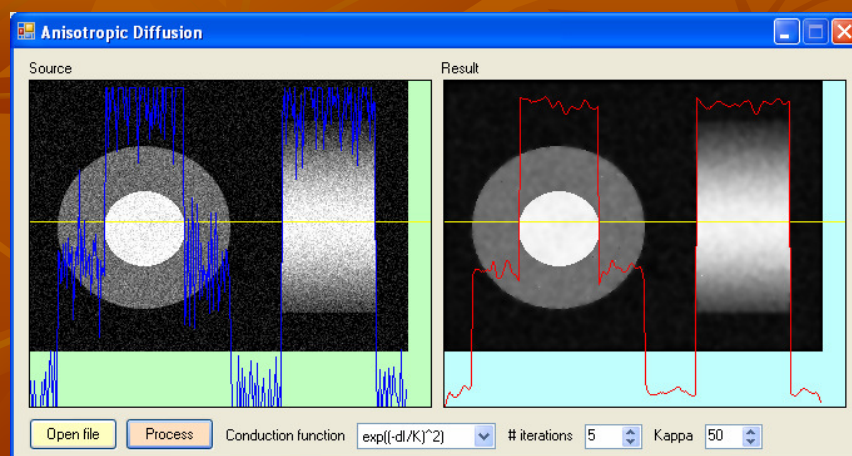 Anisotropic Diffusion
Source
Result
Open file
Process
Conduction function
exp((-dI/K)^2)
# iterations
5
Kappa
50